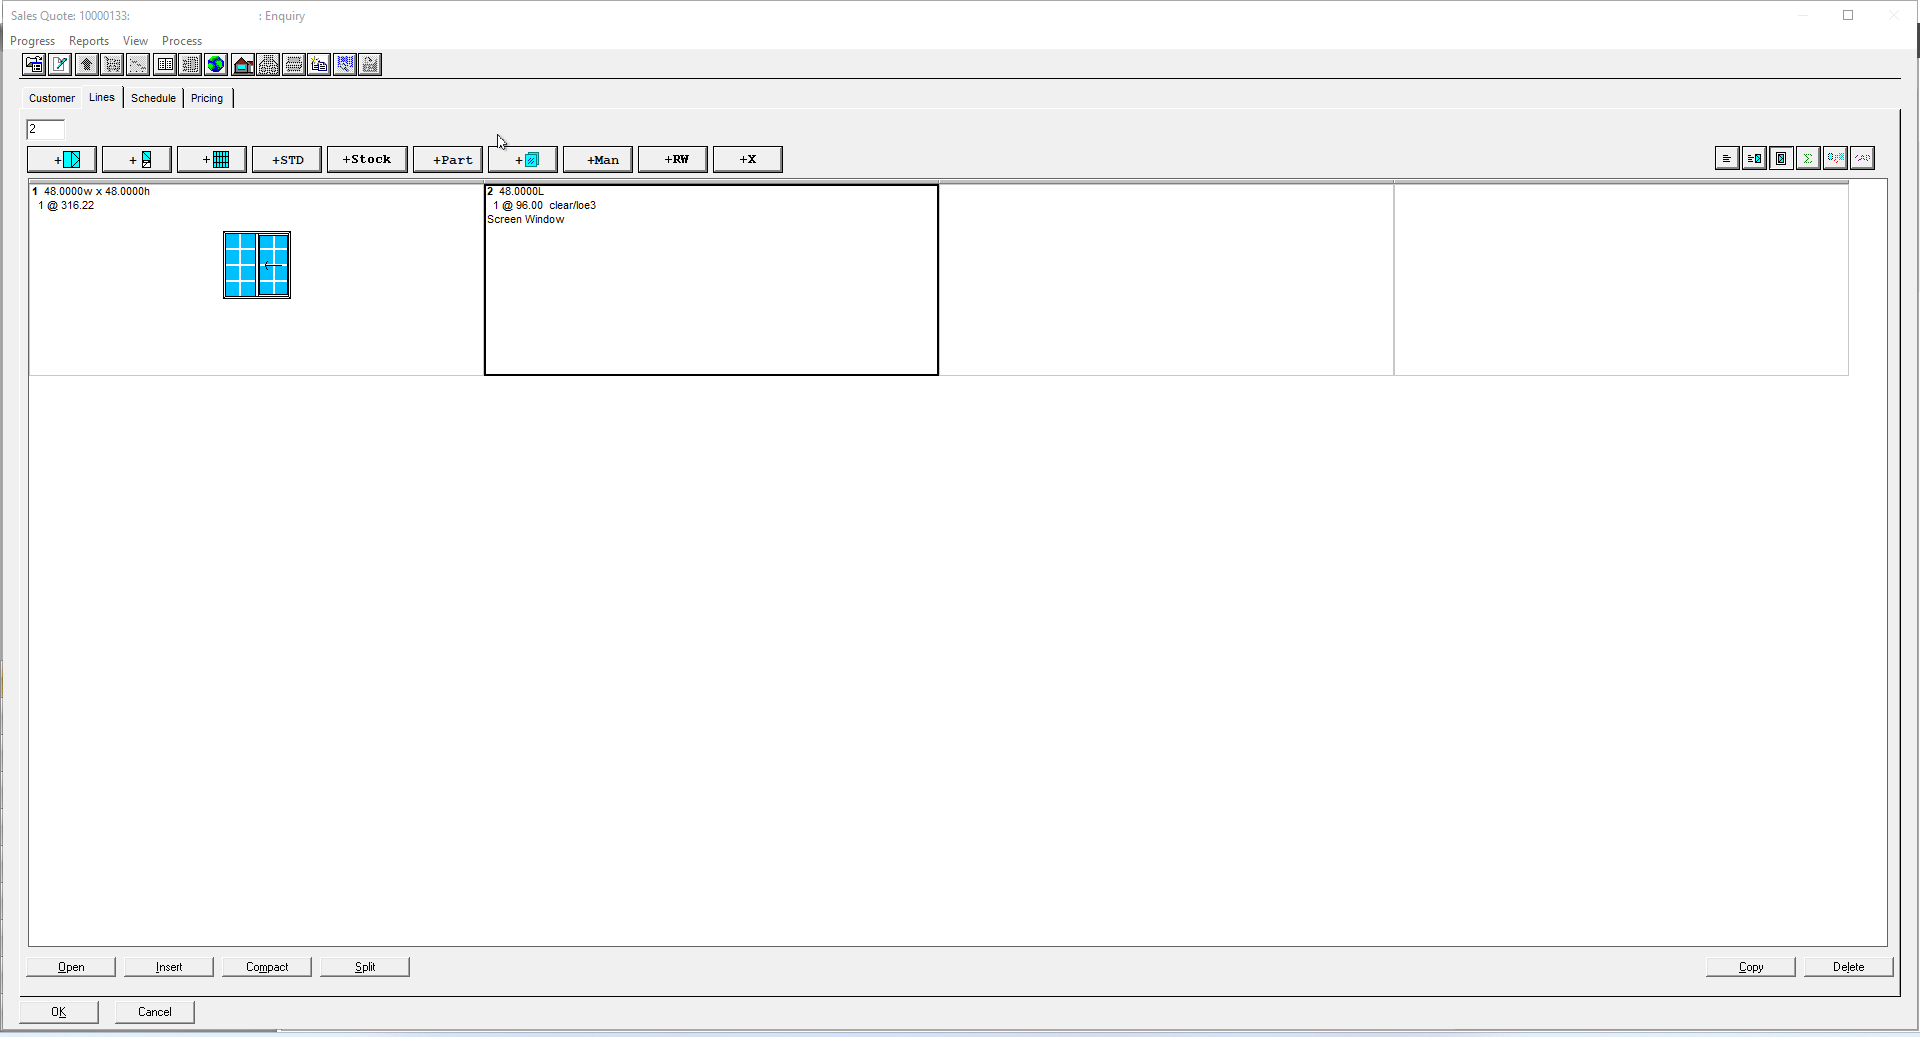 Sales Quote: 10000133: : Enquiry
Progress Reports View Process
Customer Lines Schedule Pricing
2
+ + + +STD +Stock +Part + +Man +RW +X
1 48.0000w x 48.0000h
1 @ 316.22
2 48.0000L
1 @ 96.00 clear/loe3
Screen Window
Open Insert Compact Split Copy Delete
OK Cancel